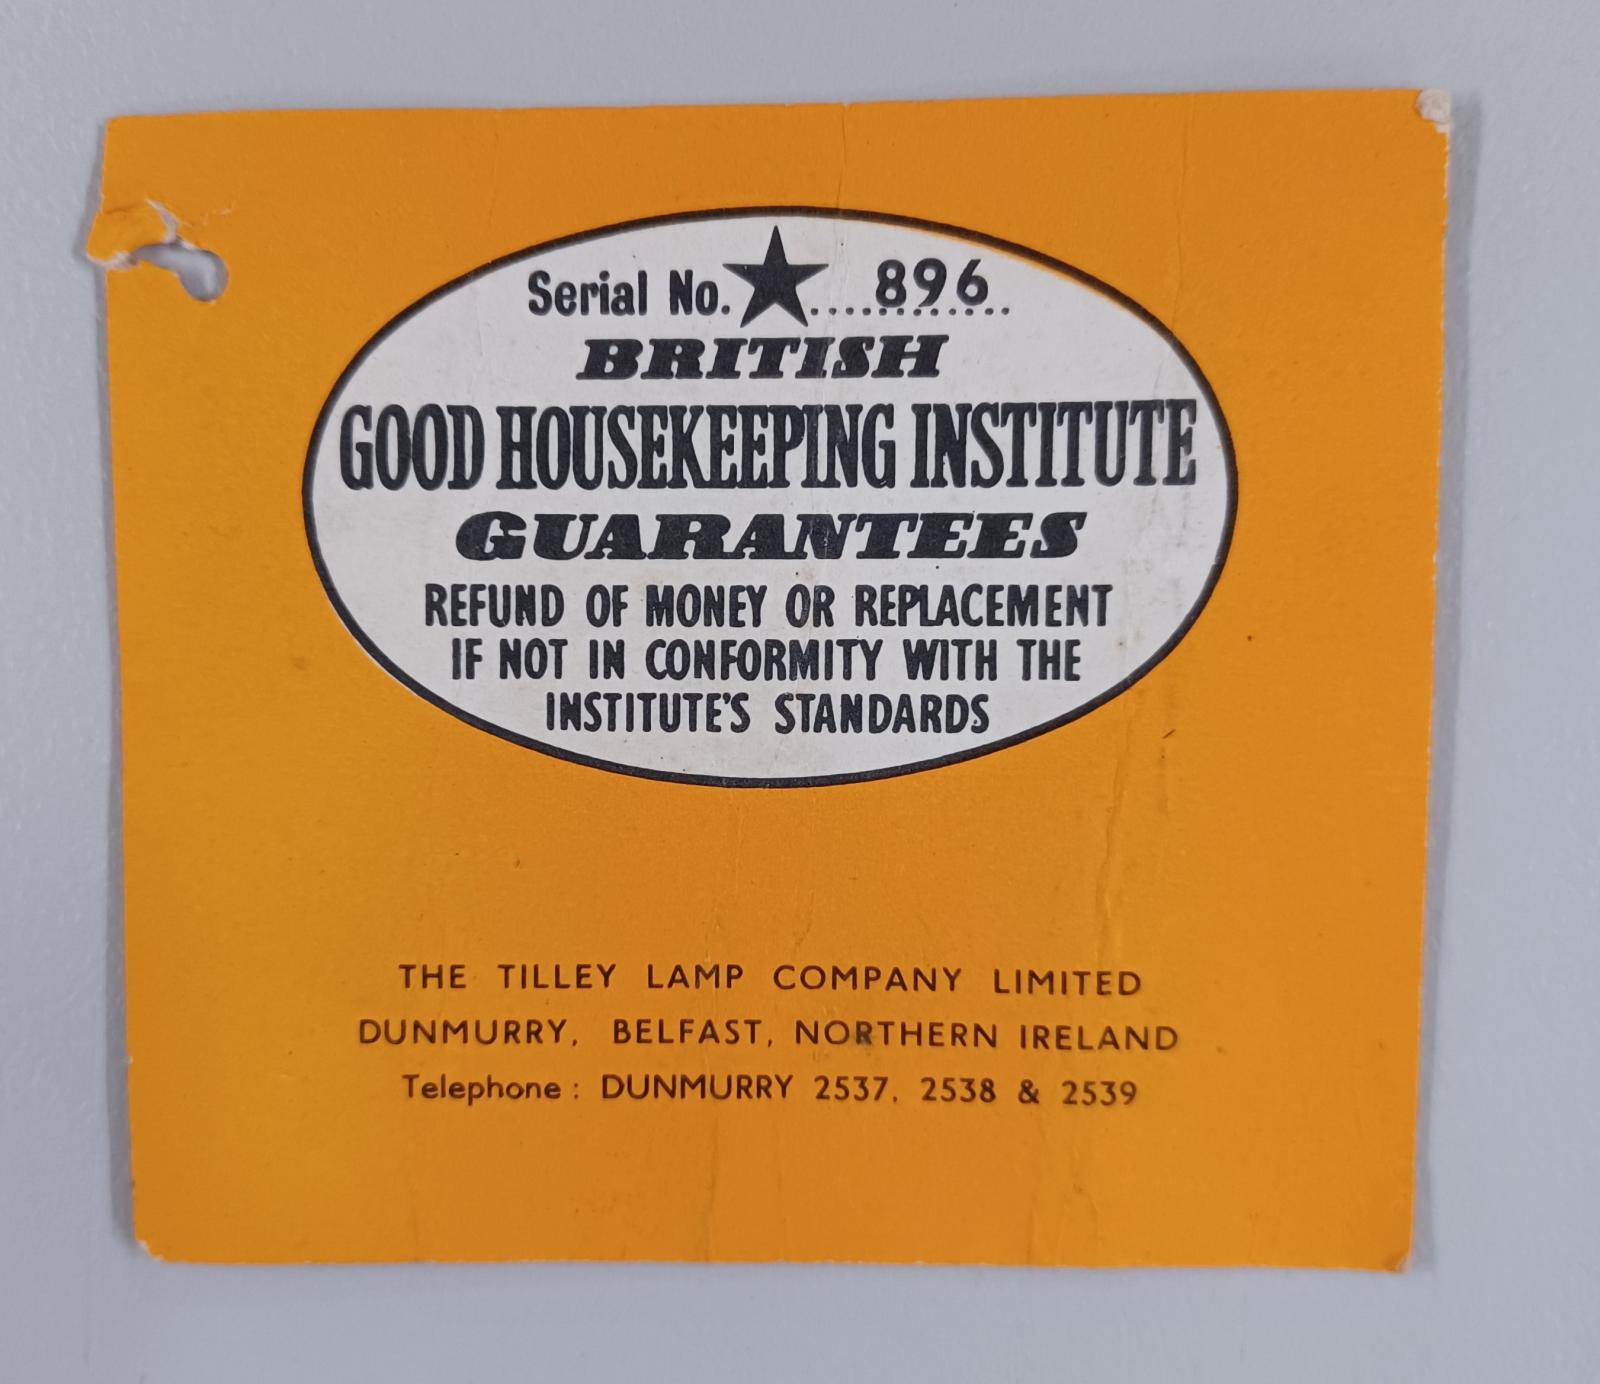 Serial No. ★....896....
BRITISH
GOOD HOUSEKEEPING INSTITUTE
GUARANTEES
REFUND OF MONEY OR REPLACEMENT
IF NOT IN CONFORMITY WITH THE
INSTITUTE'S STANDARDS
THE TILLEY LAMP COMPANY LIMITED
DUNMURRY, BELFAST, NORTHERN IRELAND
Telephone : DUNMURRY 2537, 2538 & 2539